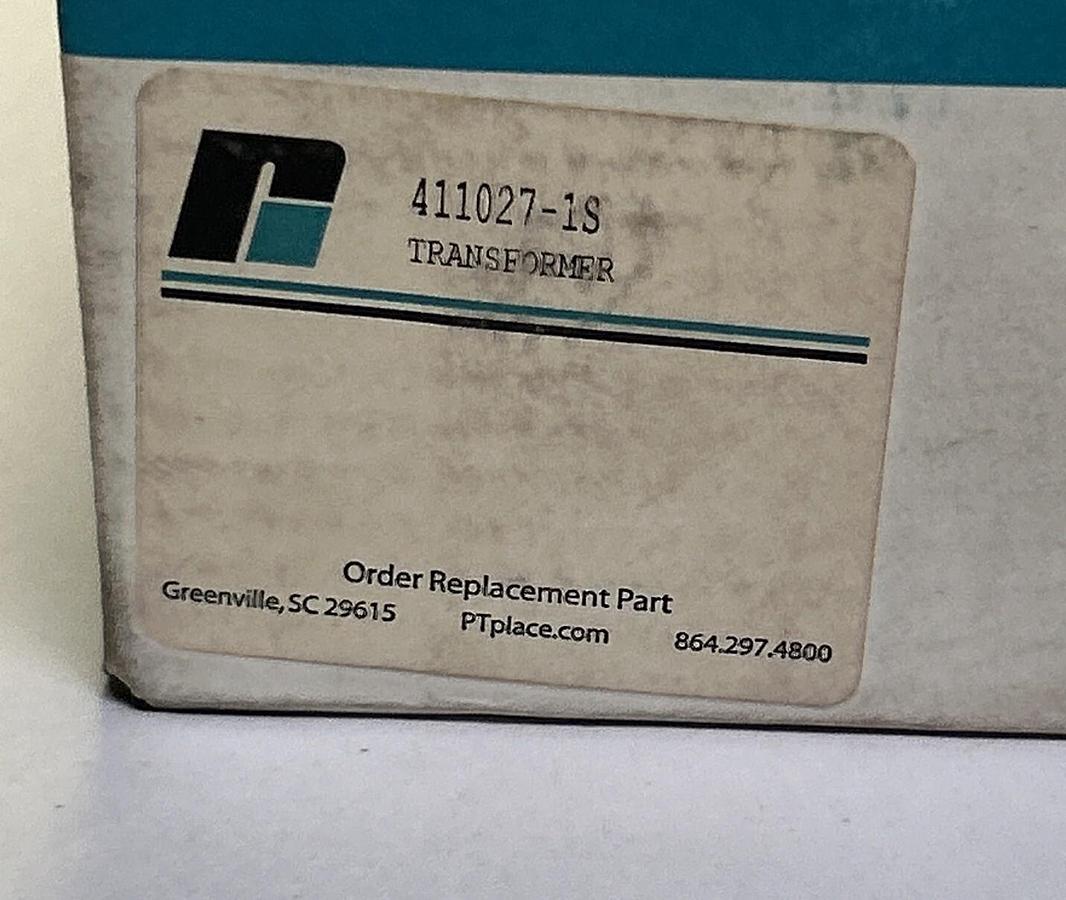 411027-1S
TRANSFORMER
Order Replacement Part
Greenville, SC 29615 PTplace.com 864.297.4800